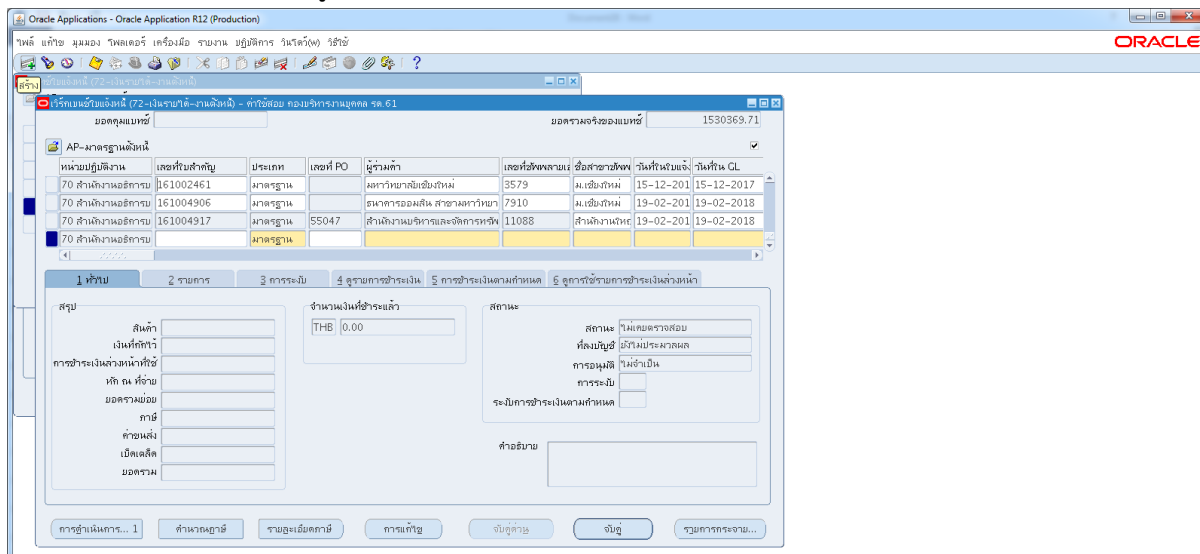 Oracle Applications - Oracle Application R12 (Production)
ไฟล์ แก้ไข มุมมอง โฟลเดอร์ เครื่องมือ รายงาน ปฏิบัติการ วินโดว์(w) วิธีใช้
ORACLE
สร้าง
เวิร์กเบนช์ใบแจ้งหนี้ (72-เงินรายได้-งานตั้งหนี้) - ค่าใช้สอย กองบริหารงานบุคคล รด.61
ยอดคุมแบทช์ ยอดรวมจริงของแบทช์ 1530369.71
AP-มาตรฐานตั้งหนี้
หน่วยปฏิบัติงาน เลขที่ใบสำคัญ ประเภท เลขที่ PO ผู้ร่วมค้า เลขที่ซัพพลายเอ ชื่อสาขาซัพพ วันที่ในใบแจ้ง วันที่ใน GL
70 สำนักงานอธิการบ 161002461 มาตรฐาน มหาวิทยาลัยเชียงใหม่ 3579 ม.เชียงใหม่ 15-12-201 15-12-2017
70 สำนักงานอธิการบ 161004906 มาตรฐาน ธนาคารออมสิน สาขามหาวิทยา 7910 ม.เชียงใหม่ 19-02-201 19-02-2018
70 สำนักงานอธิการบ 161004917 มาตรฐาน 55047 สำนักงานบริหารและจัดการทรัพ 11088 สำนักงานทรั 19-02-201 19-02-2018
70 สำนักงานอธิการบ มาตรฐาน
1 ทั่วไป 2 รายการ 3 การระงับ 4 ดูรายการชำระเงิน 5 การชำระเงินตามกำหนด 6 ดูการใช้รายการชำระเงินล่วงหน้า
สรุป จำนวนเงินที่ชำระแล้ว สถานะ
สินค้า THB 0.00 สถานะ ไม่เคยตรวจสอบ
เงินที่กักไว้ ที่ลงบัญชี ยังไม่ประมวลผล
การชำระเงินล่วงหน้าที่ใช้ การอนุมัติ ไม่จำเป็น
หัก ณ ที่จ่าย การระงับ
ยอดรวมย่อย ระงับการชำระเงินตามกำหนด
ภาษี
ค่าขนส่ง
เบ็ดเตล็ด คำอธิบาย
ยอดรวม
การดำเนินการ... 1 คำนวณภาษี รายละเอียดภาษี การแก้ไข จับคู่ด่วน จับคู่ รวมการกระจาย...